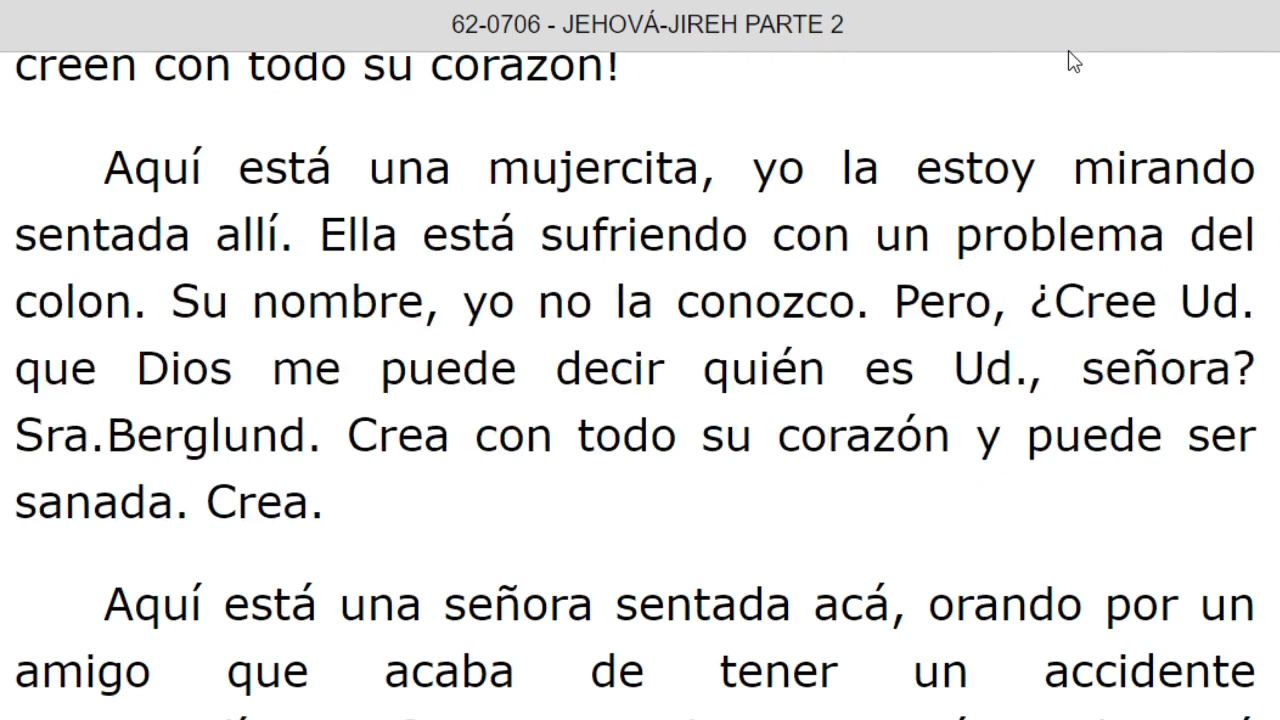 62-0706 - JEHOVÁ-JIREH PARTE 2
creen con todo su corazón!
Aquí está una mujercita, yo la estoy mirando
sentada allí. Ella está sufriendo con un problema del
colon. Su nombre, yo no la conozco. Pero, ¿Cree Ud.
que Dios me puede decir quién es Ud., señora?
Sra.Berglund. Crea con todo su corazón y puede ser
sanada. Crea.
Aquí está una señora sentada acá, orando por un
amigo que acaba de tener un accidente